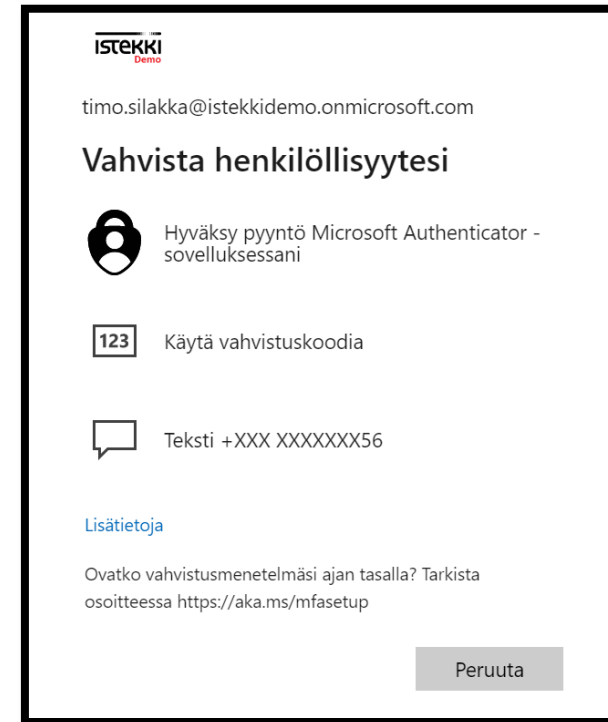 ISTEKKI
Demo
timo.silakka@istekkidemo.onmicrosoft.com
Vahvista henkilöllisyytesi
Hyväksy pyyntö Microsoft Authenticator -
sovelluksessani
123
Käytä vahvistuskoodia
Teksti +XXX XXXXXXX56
Lisätietoja
Ovatko vahvistusmenetelmäsi ajan tasalla? Tarkista
osoitteessa https://aka.ms/mfasetup
Peruuta